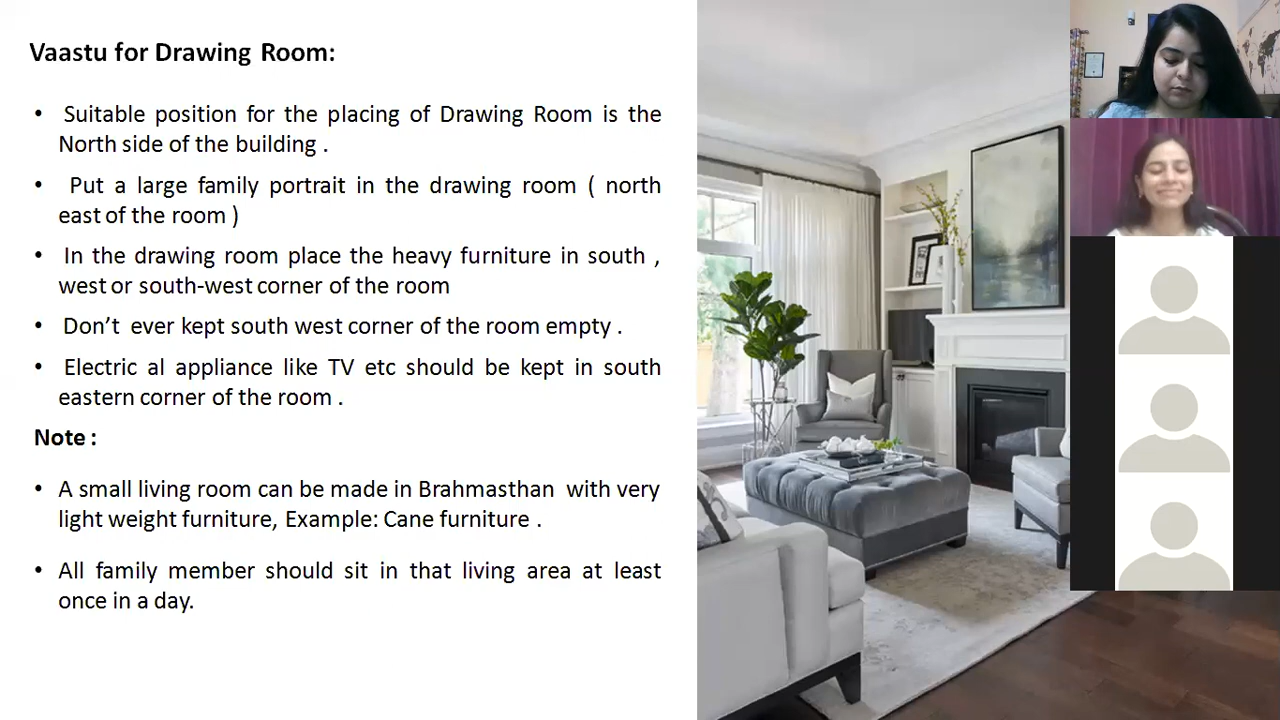 Vaastu for Drawing Room:
• Suitable position for the placing of Drawing Room is the
North side of the building .
• Put a large family portrait in the drawing room ( north
east of the room )
• In the drawing room place the heavy furniture in south ,
west or south-west corner of the room
• Don’t ever kept south west corner of the room empty .
• Electric al appliance like TV etc should be kept in south
eastern corner of the room .
Note :
• A small living room can be made in Brahmasthan with very
light weight furniture, Example: Cane furniture .
• All family member should sit in that living area at least
once in a day.